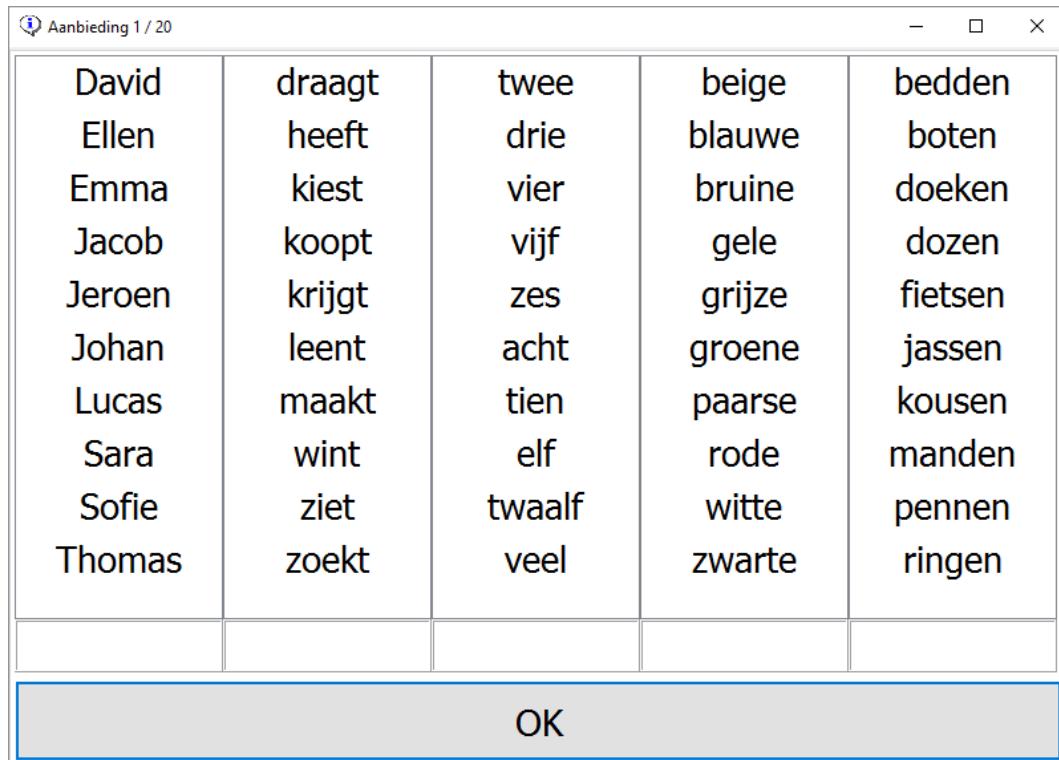 Aanbieding 1 / 20
David draagt twee beige bedden
Ellen heeft drie blauwe boten
Emma kiest vier bruine doeken
Jacob koopt vijf gele dozen
Jeroen krijgt zes grijze fietsen
Johan leent acht groene jassen
Lucas maakt tien paarse kousen
Sara wint elf rode manden
Sofie ziet twaalf witte pennen
Thomas zoekt veel zwarte ringen
OK